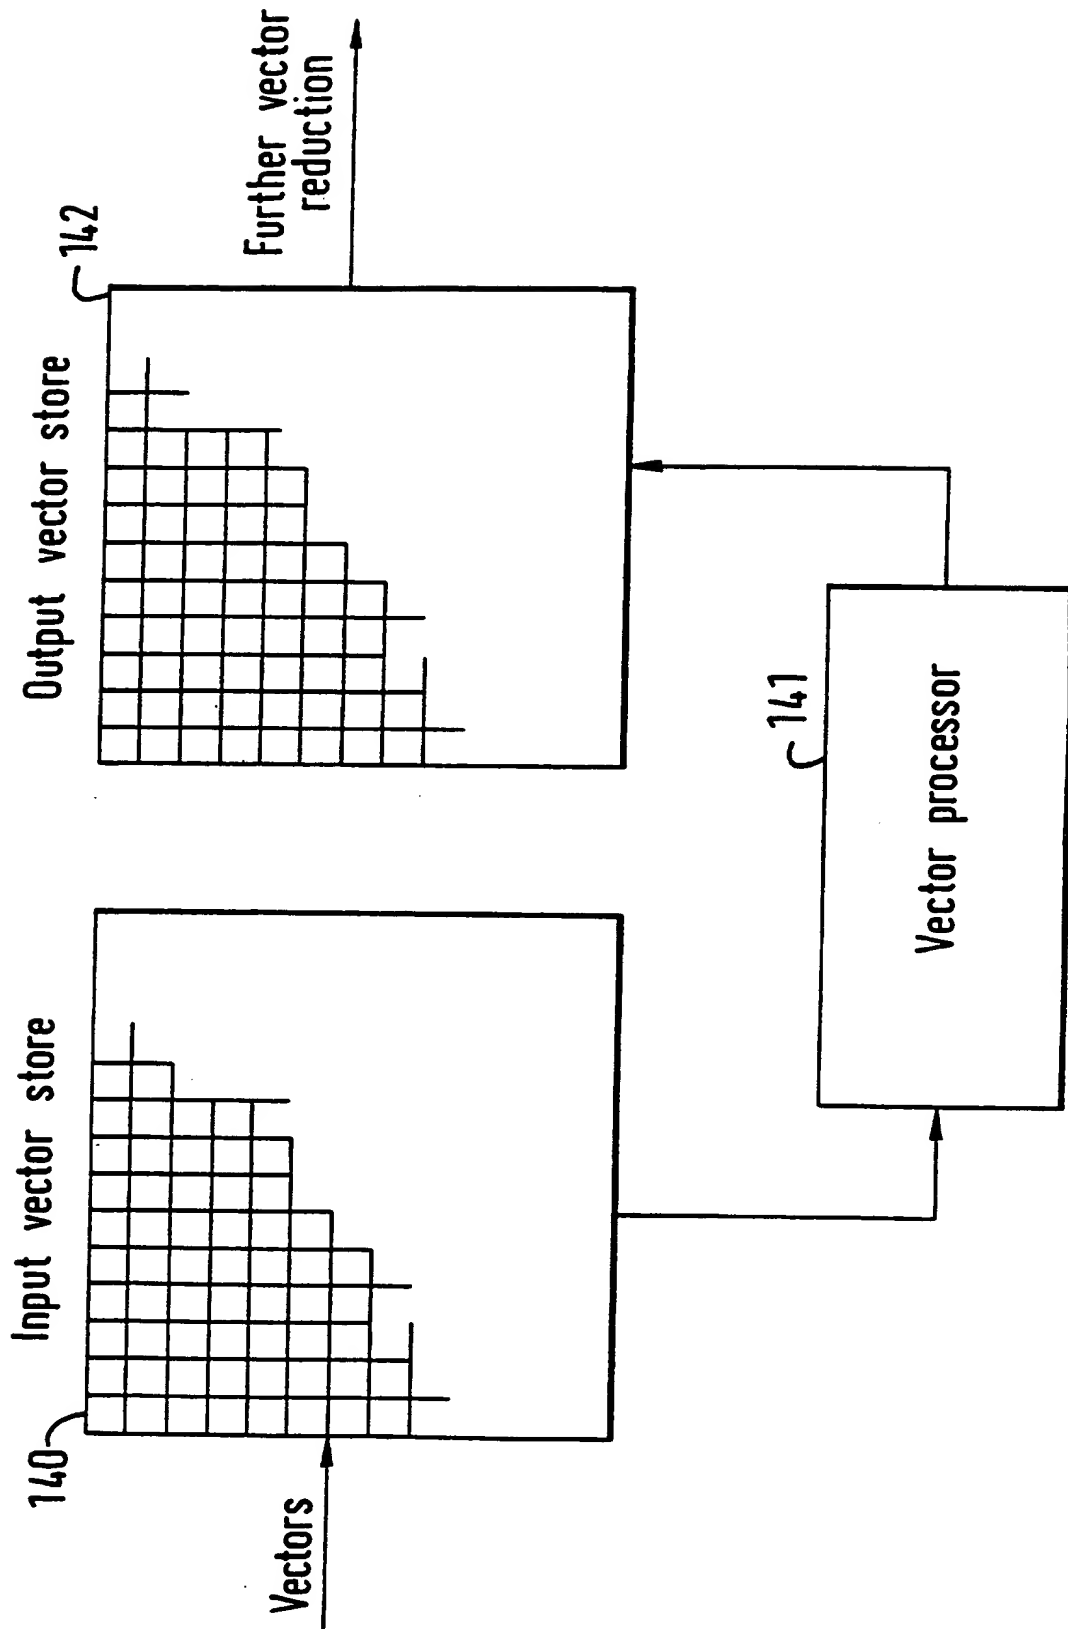 Input vector store
Output vector store
140
142
Vectors
Further vector
reduction
141
Vector processor